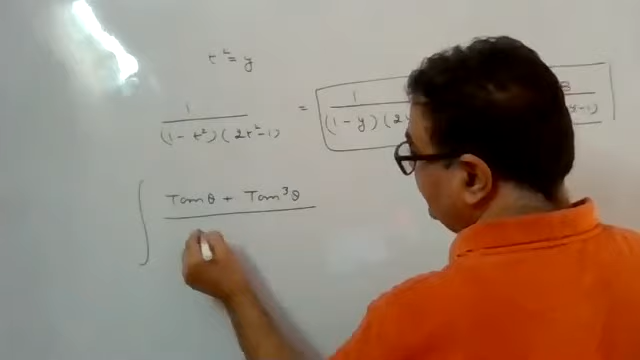 t² = y
1 / (1 - t²)(2t² - 1) = 1 / (1 - y)(2
∫ Tanθ + Tan³θ